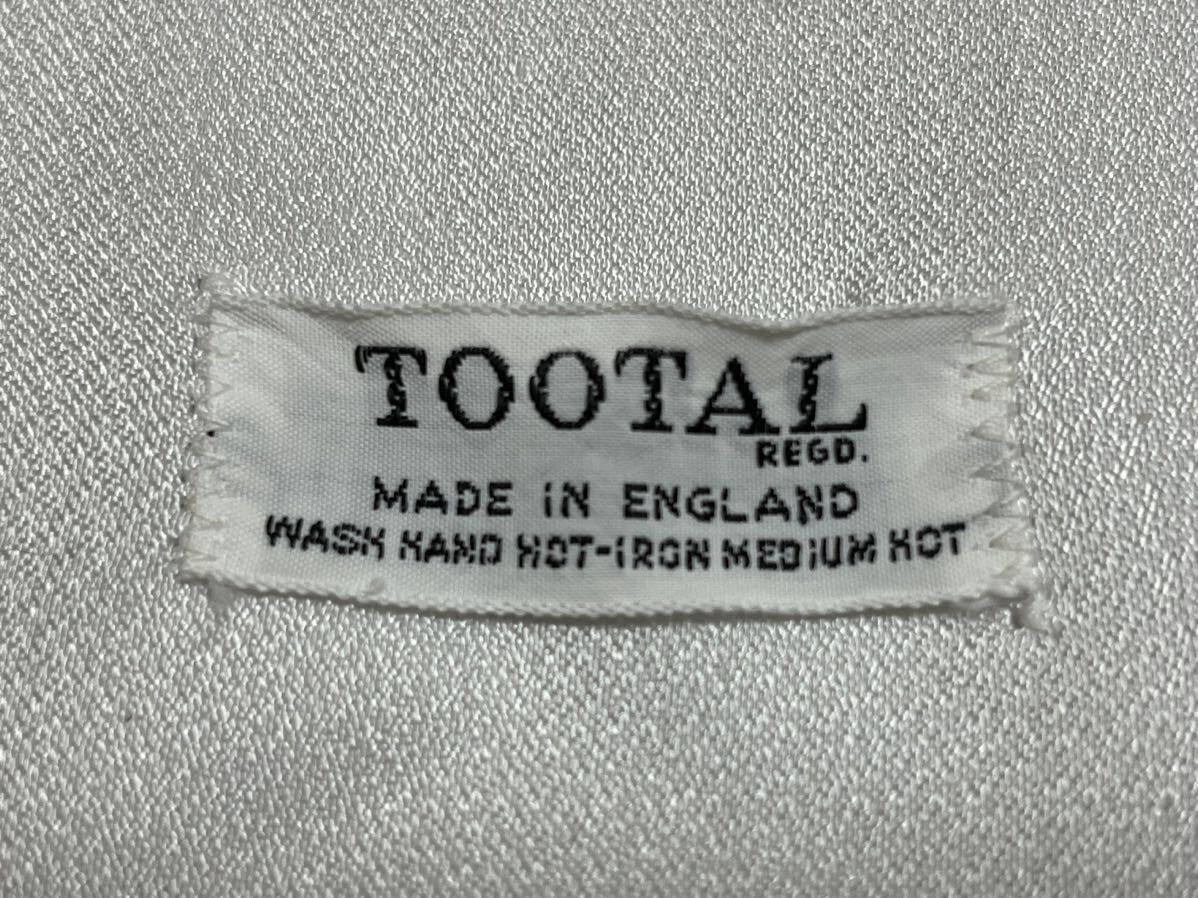 TOOTAL
REGD.
MADE iN ENGLAND
WASH HAND HOT-iRON MEDiUM HOT